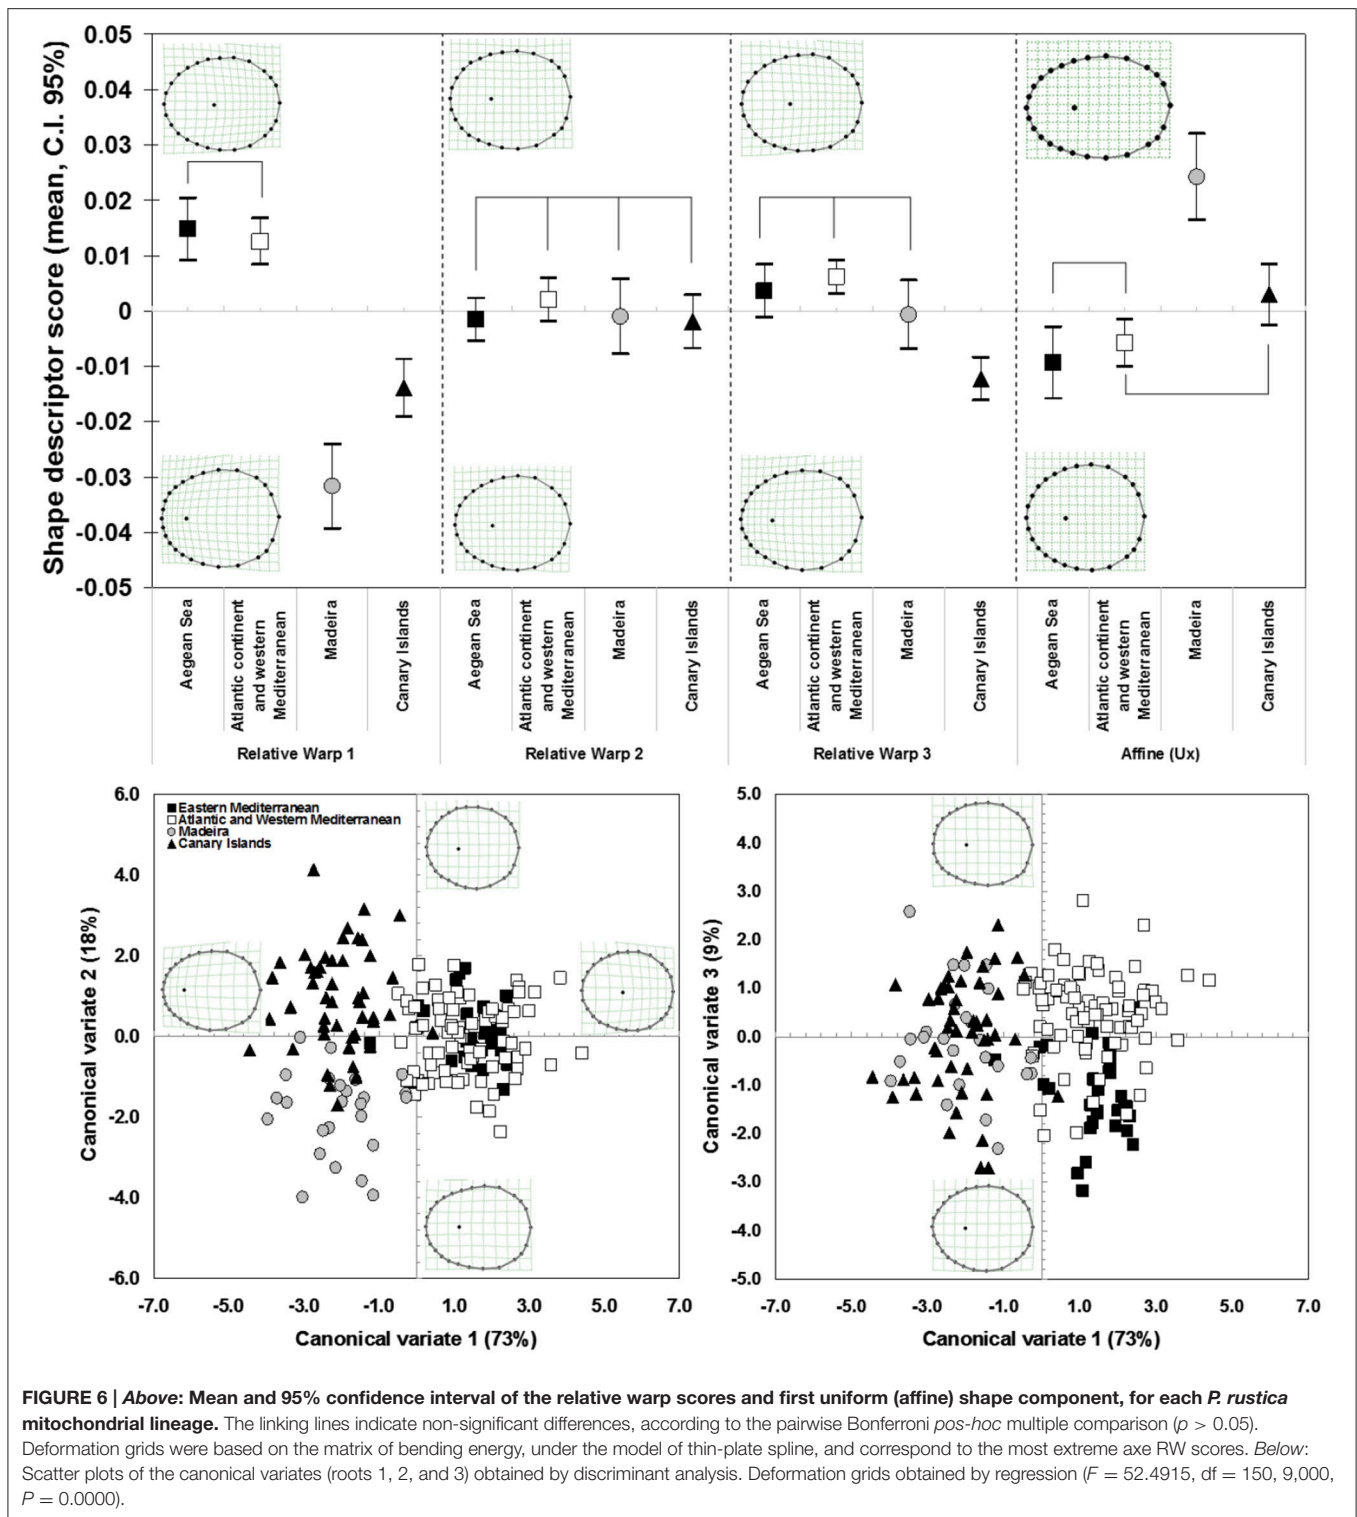 Shape descriptor score (mean, C.I. 95%)
0.05
0.04
0.03
0.02
0.01
0
-0.01
-0.02
-0.03
-0.04
-0.05
Aegean Sea
Atlantic continent
and western
Mediterranean
Madeira
Canary Islands
Aegean Sea
Atlantic continent
and western
Mediterranean
Madeira
Canary Islands
Aegean Sea
Atlantic continent
and western
Mediterranean
Madeira
Canary Islands
Aegean Sea
Atlantic continent
and western
Mediterranean
Madeira
Canary Islands
Relative Warp 1
Relative Warp 2
Relative Warp 3
Affine (Ux)
Canonical variate 2 (18%)
6.0
4.0
2.0
0.0
-2.0
-4.0
-6.0
Eastern Mediterranean
Atlantic and Western Mediterranean
Madeira
Canary Islands
-7.0 -5.0 -3.0 -1.0 1.0 3.0 5.0 7.0
Canonical variate 1 (73%)
Canonical variate 3 (9%)
5.0
4.0
3.0
2.0
1.0
0.0
-1.0
-2.0
-3.0
-4.0
-5.0
-7.0 -5.0 -3.0 -1.0 1.0 3.0 5.0 7.0
Canonical variate 1 (73%)
FIGURE 6 | Above: Mean and 95% confidence interval of the relative warp scores and first uniform (affine) shape component, for each P. rustica
mitochondrial lineage. The linking lines indicate non-significant differences, according to the pairwise Bonferroni pos-hoc multiple comparison (p > 0.05).
Deformation grids were based on the matrix of bending energy, under the model of thin-plate spline, and correspond to the most extreme axe RW scores. Below:
Scatter plots of the canonical variates (roots 1, 2, and 3) obtained by discriminant analysis. Deformation grids obtained by regression (F = 52.4915, df = 150, 9,000,
P = 0.0000).